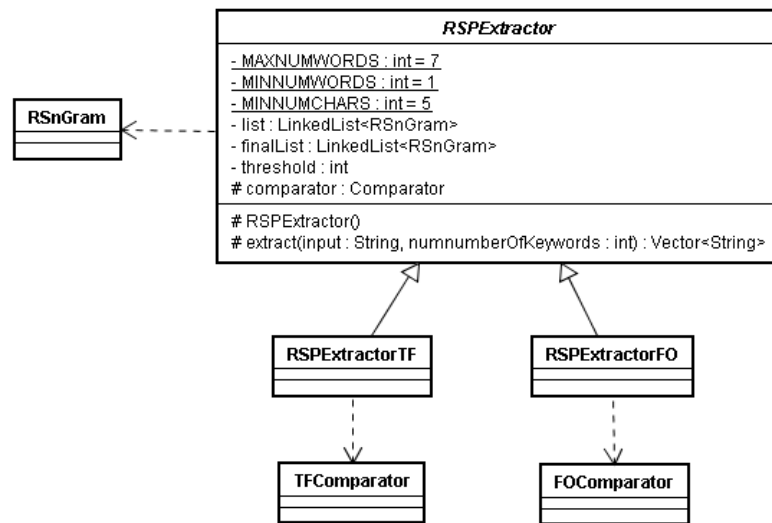 RSPExtractor
- MAXNUMWORDS : int = 7
- MINNUMWORDS : int = 1
- MINNUMCHARS : int = 5
- list : LinkedList<RSnGram>
- finalList : LinkedList<RSnGram>
- threshold : int
# comparator : Comparator
RSnGram
# RSPExtractor()
# extract(input : String, numnumberOfKeywords : int) : Vector<String>
RSPExtractorTF
RSPExtractorFO
TFComparator
FOComparator